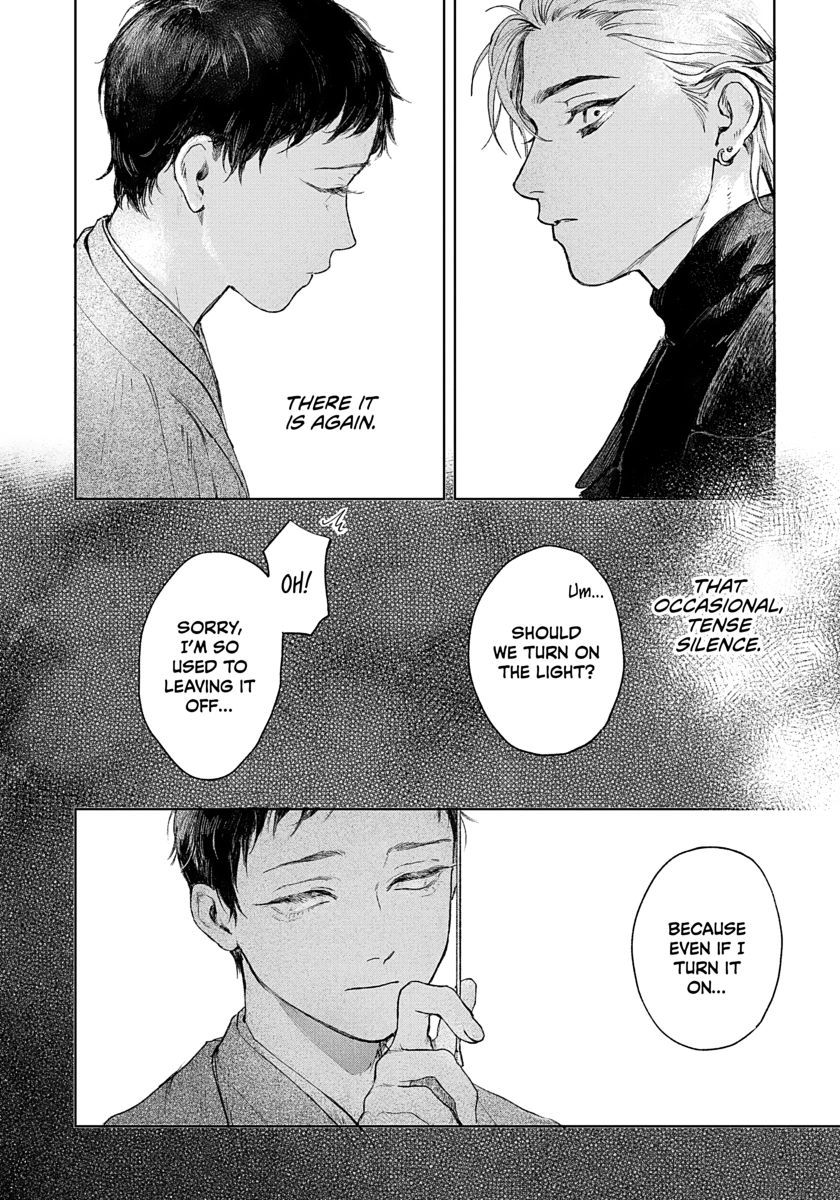 THERE IT
IS AGAIN.
THAT
OCCASIONAL,
TENSE
SILENCE.
Um...
SHOULD
WE TURN ON
THE LIGHT?
OH!
SORRY,
I'M SO
USED TO
LEAVING IT
OFF...
BECAUSE
EVEN IF I
TURN IT
ON...